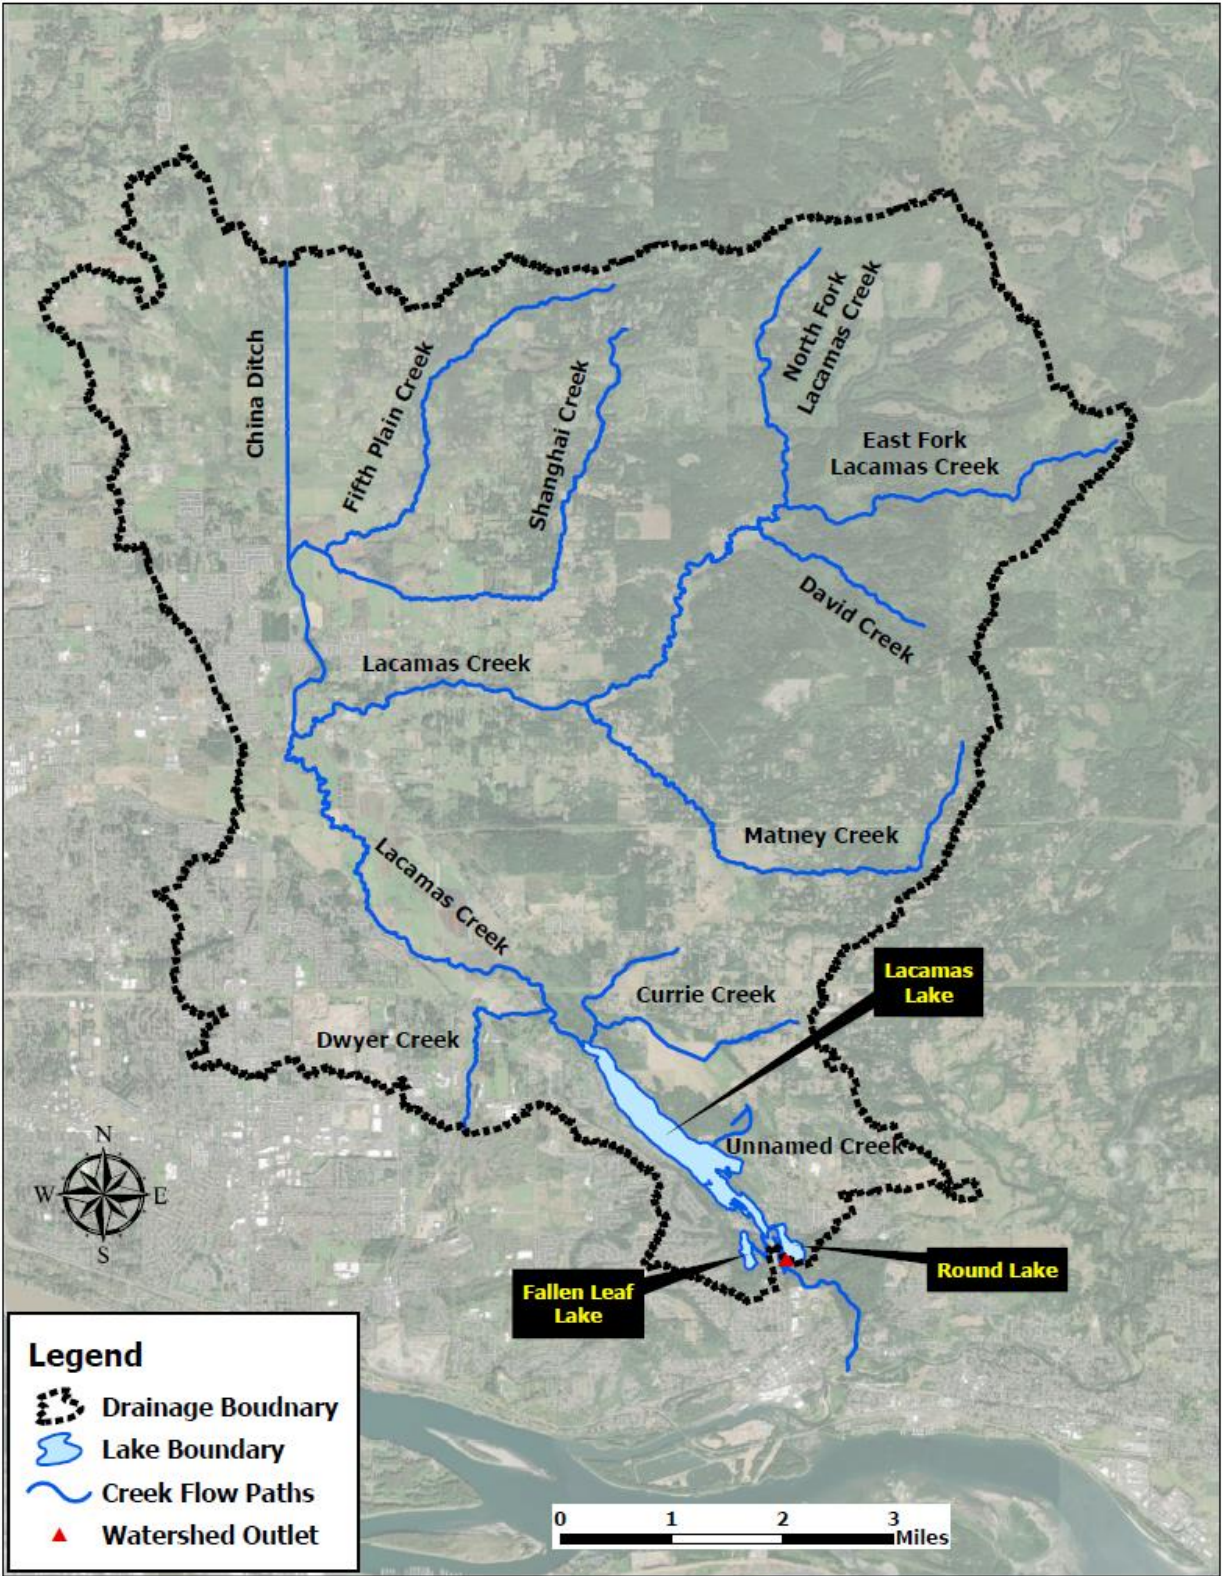 China Ditch
Fifth Plain Creek
Shanghai Creek
North Fork
Lacamas Creek
East Fork
Lacamas Creek
David Creek
Lacamas Creek
Matney Creek
Lacamas Creek
Lacamas
Lake
Currie Creek
Dwyer Creek
Unnamed Creek
N
W
E
S
Fallen Leaf
Lake
Round Lake
Legend
Drainage Boudnary
Lake Boundary
Creek Flow Paths
Watershed Outlet
0 1 2 3
Miles